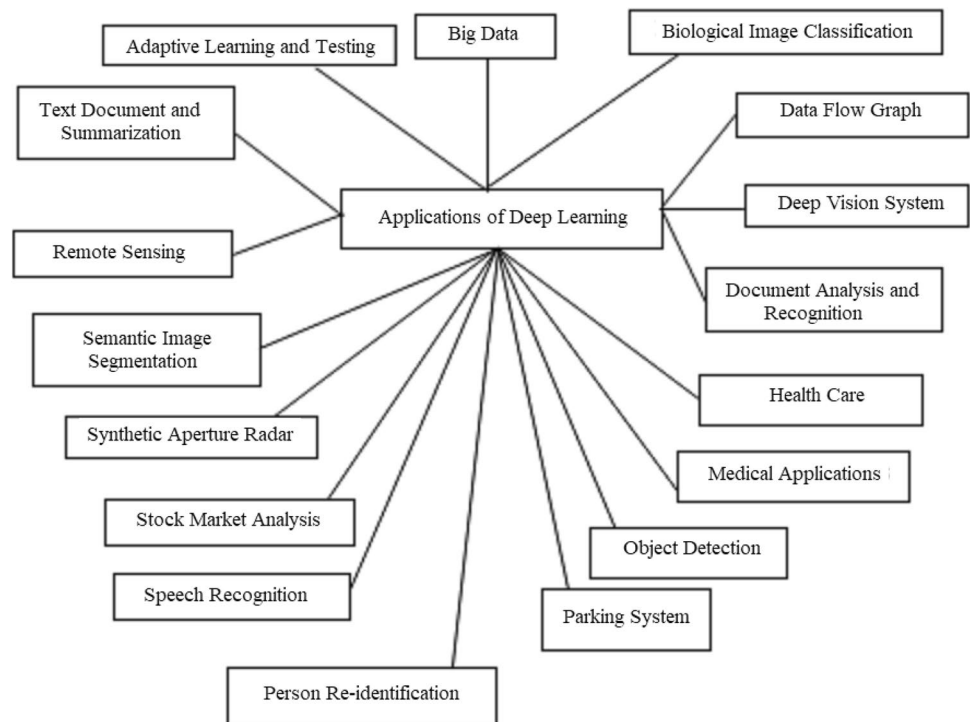 Big Data
Biological Image Classification
Adaptive Learning and Testing
Text Document and
Summarization
Data Flow Graph
Deep Vision System
Applications of Deep Learning
Remote Sensing
Document Analysis and
Recognition
Semantic Image
Segmentation
Health Care
Synthetic Aperture Radar
Medical Applications
Stock Market Analysis
Object Detection
Speech Recognition
Parking System
Person Re-identification